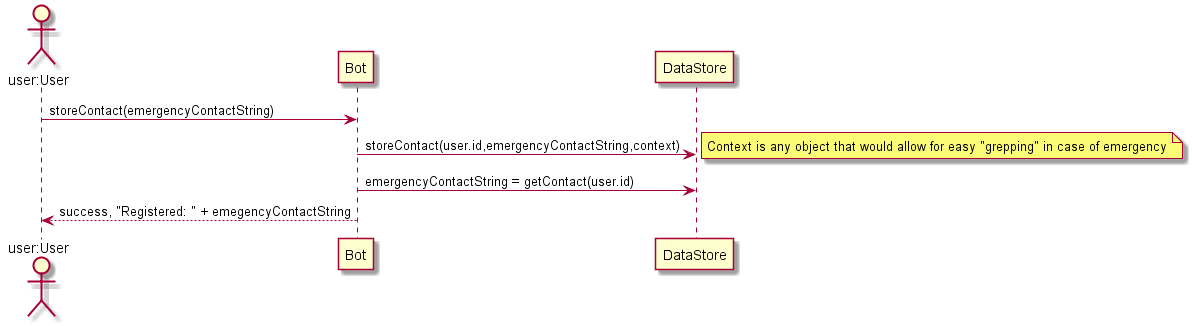 user:User
Bot
DataStore
storeContact(emergencyContactString)
storeContact(user.id,emergencyContactString,context)
Context is any object that would allow for easy "grepping" in case of emergency
emergencyContactString = getContact(user.id)
success, "Registered: " + emegencyContactString
user:User
Bot
DataStore